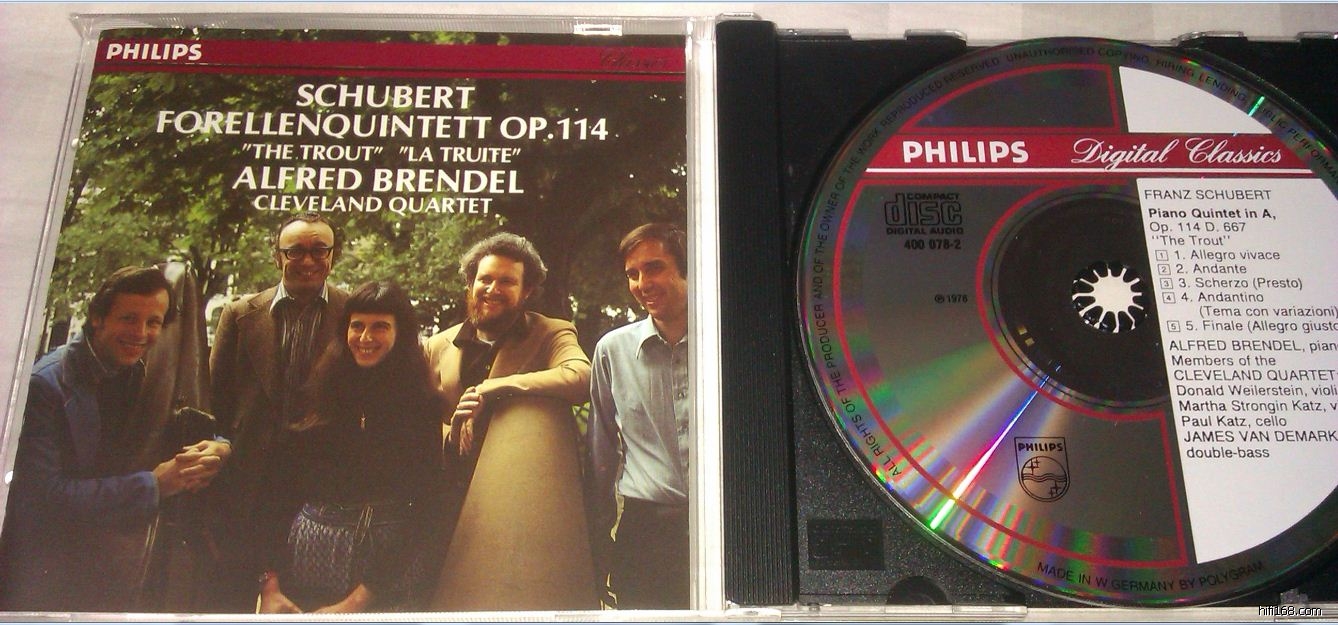 PHILIPS
Classics
SCHUBERT
FORELLENQUINTETT OP.114
"THE TROUT" "LA TRUITE"
ALFRED BRENDEL
CLEVELAND QUARTET
ALL RIGHTS OF THE PRODUCER AND OF THE OWNER OF THE WORK REPRODUCED RESERVED UNAUTHORISED COPYING, HIRING, LENDING, PUBLIC
PHILIPS Digital Classics
COMPACT
disc
DIGITAL AUDIO
400 078-2
℗ 1978
FRANZ SCHUBERT
Piano Quintet in A,
Op. 114 D. 667
"The Trout"
1 1. Allegro vivace
2 2. Andante
3 3. Scherzo (Presto)
4 4. Andantino
(Tema con variazioni)
5 5. Finale (Allegro
ALFRED BRENDEL,
Members of the
CLEVELAND QUARTET
Donald Weilerstein,
Martha Strongin Katz,
Paul Katz, cello
JAMES VAN DEMARK
double-bass
PHILIPS
MADE IN W. GERMANY BY POLYGRAM
hifi168.com